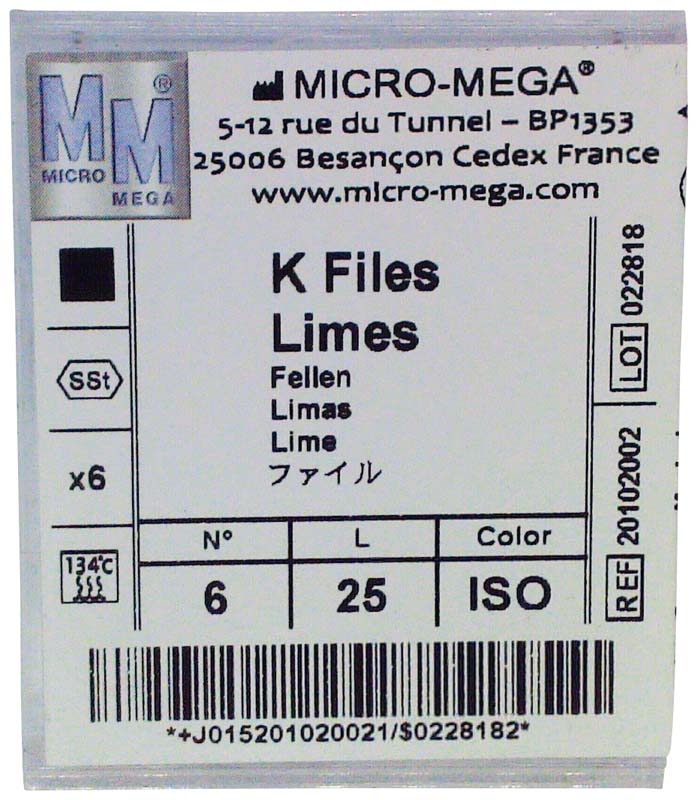 MM
®
MICRO
MEGA
MICRO-MEGA®
5-12 rue du Tunnel – BP1353
25006 Besançon Cedex France
www.micro-mega.com
K Files
Limes
Fellen
Limas
Lime
ファイル
SSt
x6
134°C
N° L Color
6 25 ISO
LOT 022818
REF 20102002
*+J015201020021/$0228182*